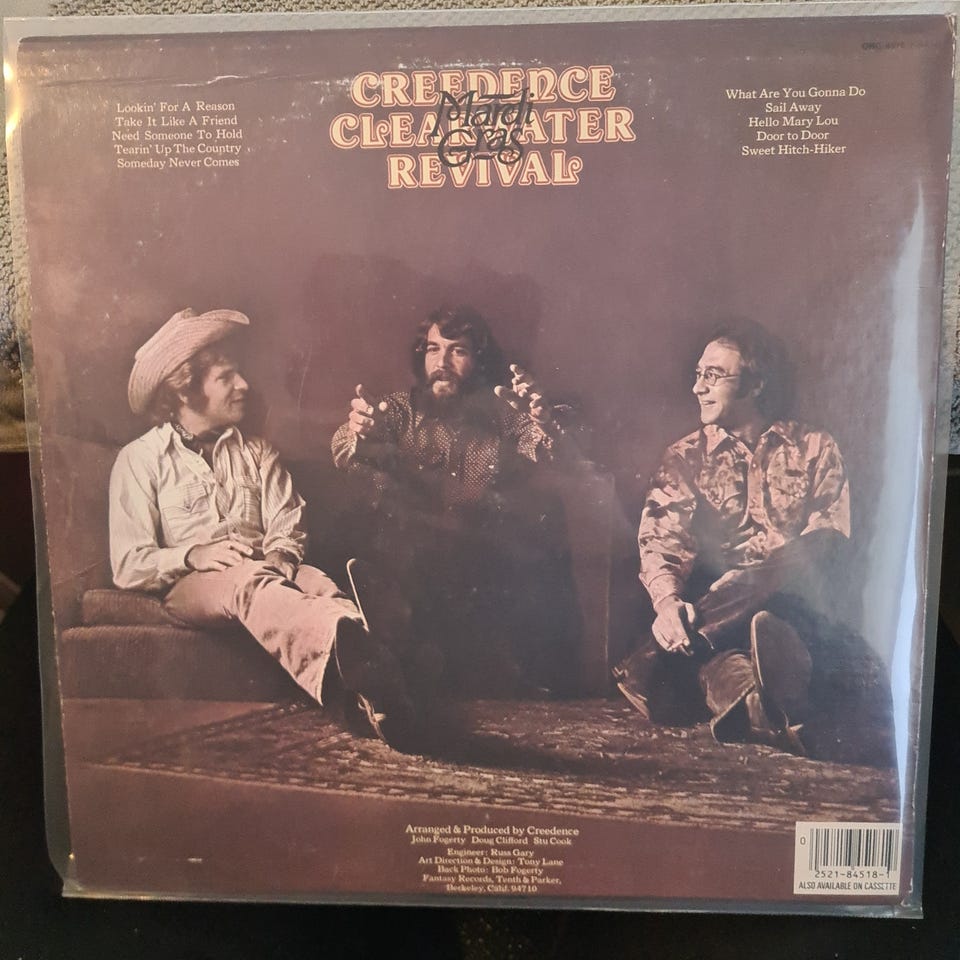 CREEDENCE
CLEARWATER
REVIVAL
Mardi
Gras
Lookin' For A Reason
Take It Like A Friend
Need Someone To Hold
Tearin' Up The Country
Someday Never Comes
What Are You Gonna Do
Sail Away
Hello Mary Lou
Door to Door
Sweet Hitch-Hiker
Arranged & Produced by Creedence
John Fogerty Doug Clifford Stu Cook
Engineer: Russ Gary
Art Direction & Design: Tony Lane
Back Photo: Bob Fogerty
Fantasy Records, Tenth & Parker,
Berkeley, Calif. 94710
0 2521-84518-1
ALSO AVAILABLE ON CASSETTE